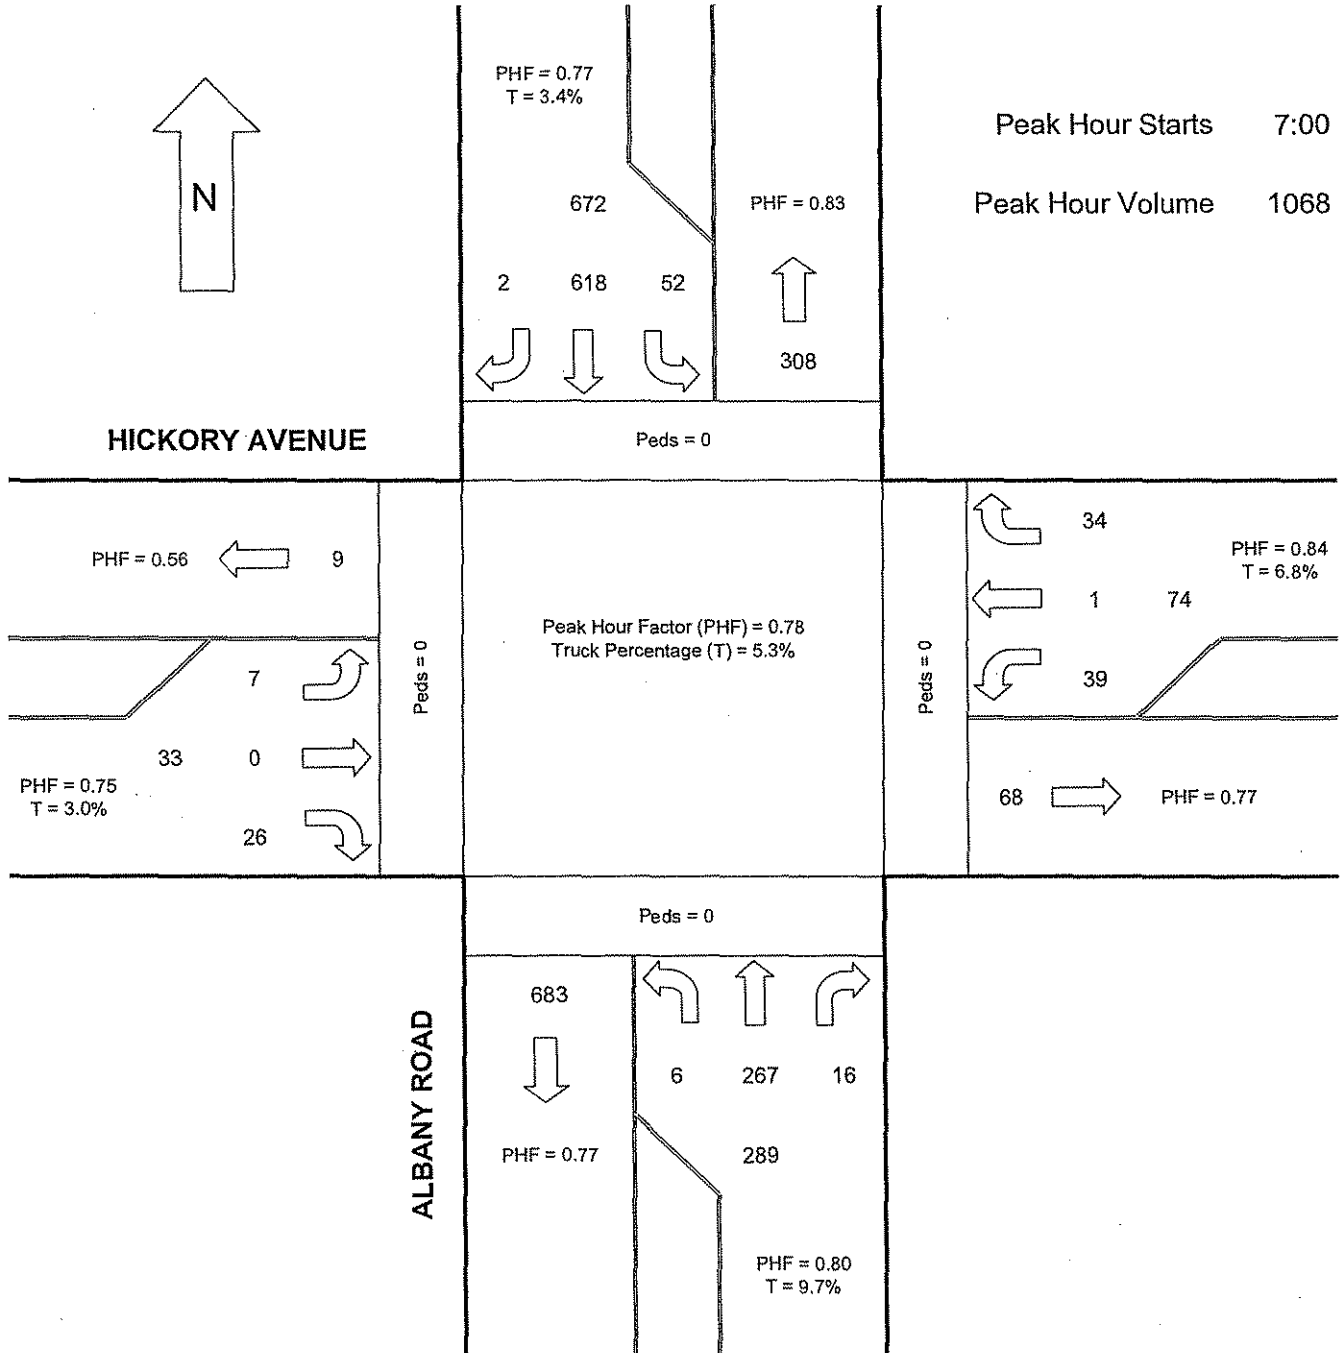 PHF = 0.77
T = 3.4%
Peak Hour Starts 7:00
N
672
PHF = 0.83
Peak Hour Volume 1068
2 618 52
308
HICKORY AVENUE
Peds = 0
34
PHF = 0.56
9
PHF = 0.84
T = 6.8%
1 74
Peak Hour Factor (PHF) = 0.78
Truck Percentage (T) = 5.3%
Peds = 0
Peds = 0
7
39
33 0
PHF = 0.75
T = 3.0%
68
PHF = 0.77
26
Peds = 0
683
ALBANY ROAD
6 267 16
PHF = 0.77
289
PHF = 0.80
T = 9.7%